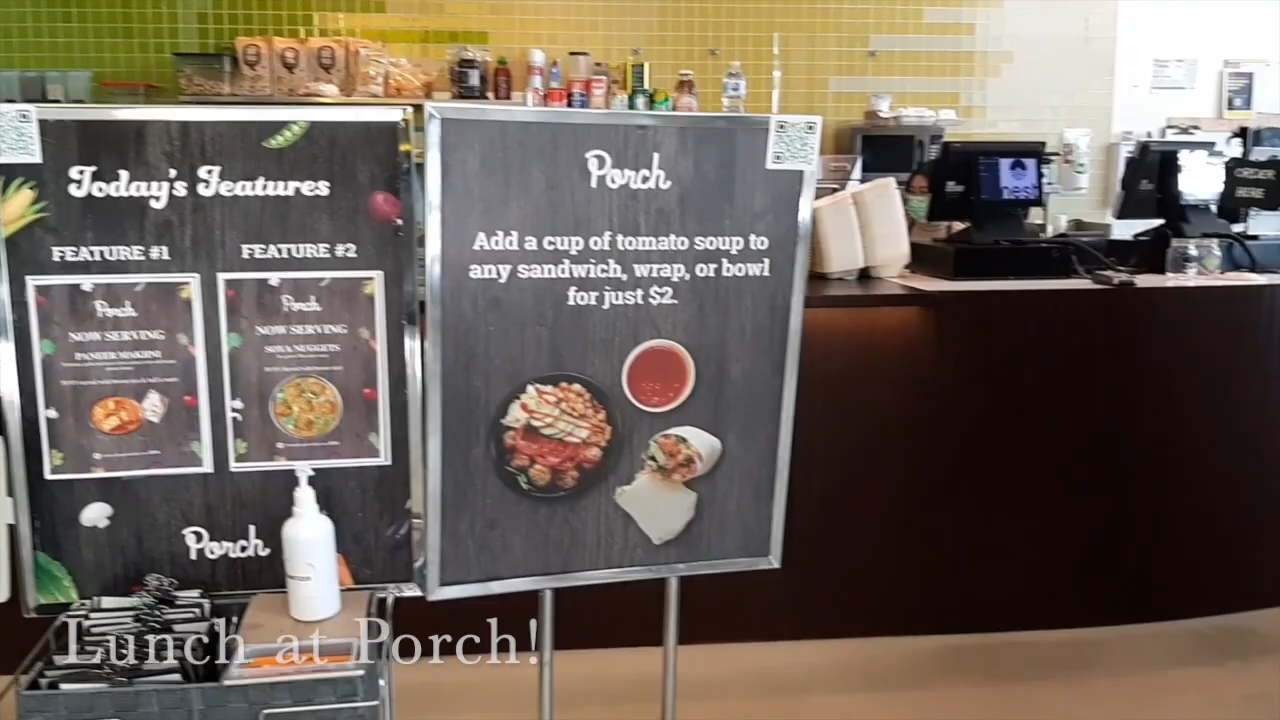 Today's Features
FEATURE #1
FEATURE #2
Porch
NOW SERVING
PANEER MAKHNI
Porch
NOW SERVING
SOYA NUGGETS
Porch
Porch
Add a cup of tomato soup to
any sandwich, wrap, or bowl
for just $2.
nest
ORDER
HERE
Lunch at Porch!